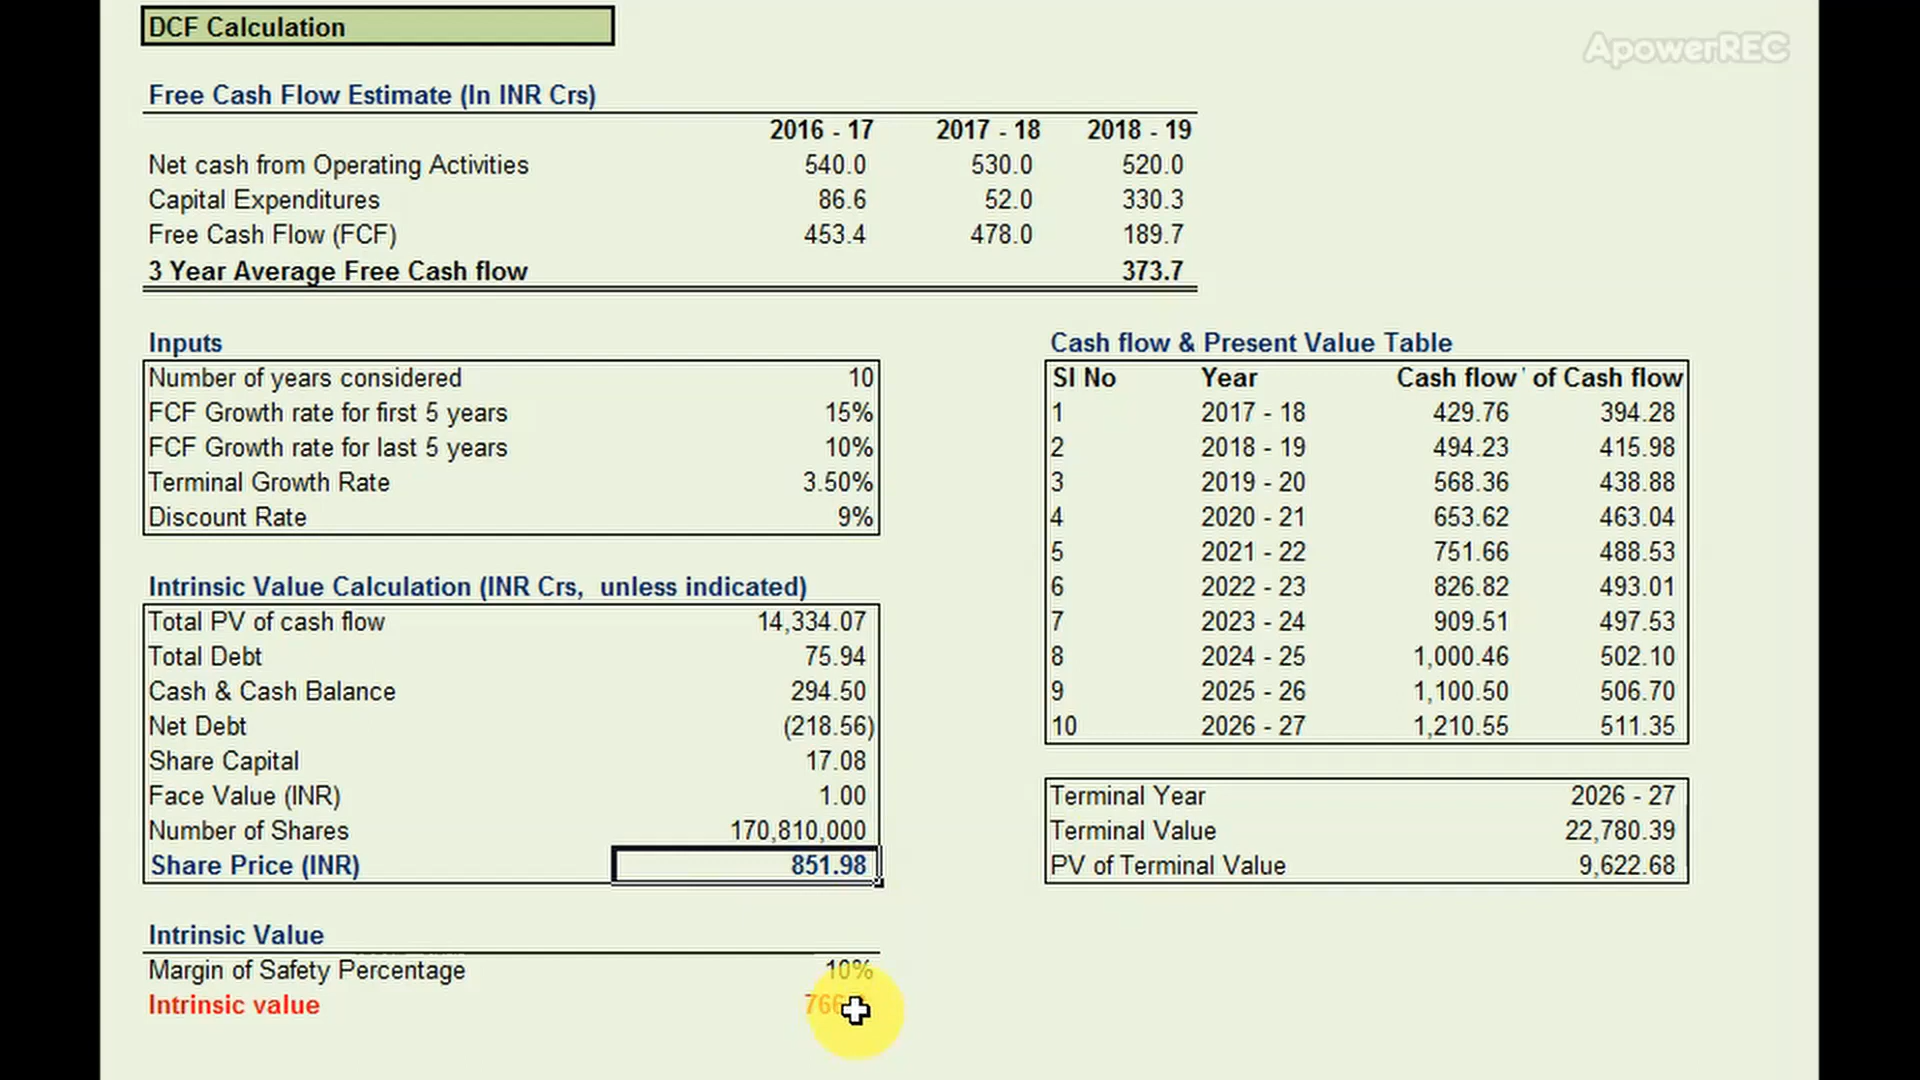 DCF Calculation
ApowerREC
Free Cash Flow Estimate (In INR Crs)
2016 - 17 2017 - 18 2018 - 19
Net cash from Operating Activities 540.0 530.0 520.0
Capital Expenditures 86.6 52.0 330.3
Free Cash Flow (FCF) 453.4 478.0 189.7
3 Year Average Free Cash flow 373.7
Inputs
Number of years considered 10
FCF Growth rate for first 5 years 15%
FCF Growth rate for last 5 years 10%
Terminal Growth Rate 3.50%
Discount Rate 9%
Cash flow & Present Value Table
SI No Year Cash flow of Cash flow
1 2017 - 18 429.76 394.28
2 2018 - 19 494.23 415.98
3 2019 - 20 568.36 438.88
4 2020 - 21 653.62 463.04
5 2021 - 22 751.66 488.53
6 2022 - 23 826.82 493.01
7 2023 - 24 909.51 497.53
8 2024 - 25 1,000.46 502.10
9 2025 - 26 1,100.50 506.70
10 2026 - 27 1,210.55 511.35
Intrinsic Value Calculation (INR Crs, unless indicated)
Total PV of cash flow 14,334.07
Total Debt 75.94
Cash & Cash Balance 294.50
Net Debt (218.56)
Share Capital 17.08
Face Value (INR) 1.00
Number of Shares 170,810,000
Share Price (INR) 851.98
Terminal Year 2026 - 27
Terminal Value 22,780.39
PV of Terminal Value 9,622.68
Intrinsic Value
Margin of Safety Percentage 10%
Intrinsic value